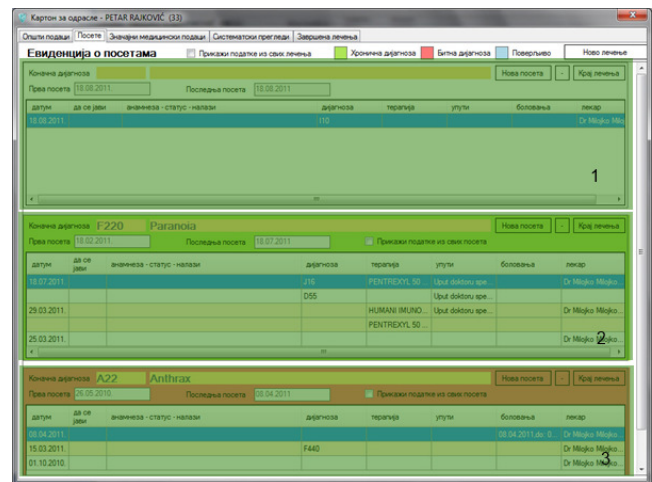 Картон за одрасле - PETAR RAJKOVIĆ (33)
Општи подаци Посете Значајни медицински подаци Систематски прегледи Завршена лечења
Евиденција о посетама Прикажи податке из свих лечења Хронична дијагноза Битна дијагноза Поверљиво Ново лечење
Коначна дијагноза Нова посета - Крај лечења
Прва посета 18.08.2011. Последња посета 18.08.2011
датум да се јави анамнеза - статус - налази дијагноза терапија упути боловања лекар
18.08.2011. I10 Dr Milojko Milo
1
Коначна дијагноза F220 Paranoia Нова посета - Крај лечења
Прва посета 18.02.2011. Последња посета 18.07.2011 Прикажи податке из свих посета
датум да се јави анамнеза - статус - налази дијагноза терапија упути боловања лекар
18.07.2011. J16 PENTREXYL 50 ... Uput doktoru spe... Dr Milojko Milojko...
D55 Uput doktoru spe...
29.03.2011. HUMANI IMUNO... Uput doktoru spe... Dr Milojko Milojko...
PENTREXYL 50 ...
25.03.2011. Dr Milojko Milojko...
2
Коначна дијагноза A22 Anthrax Нова посета - Крај лечења
Прва посета 26.05.2010. Последња посета 08.04.2011 Прикажи податке из свих посета
датум да се јави анамнеза - статус - налази дијагноза терапија упути боловања лекар
08.04.2011. 08.04.2011.do: 0... Dr Milojko Milojko...
15.03.2011. F440 Dr Milojko Milojko...
01.10.2010. Dr Milojko Milojko...
3